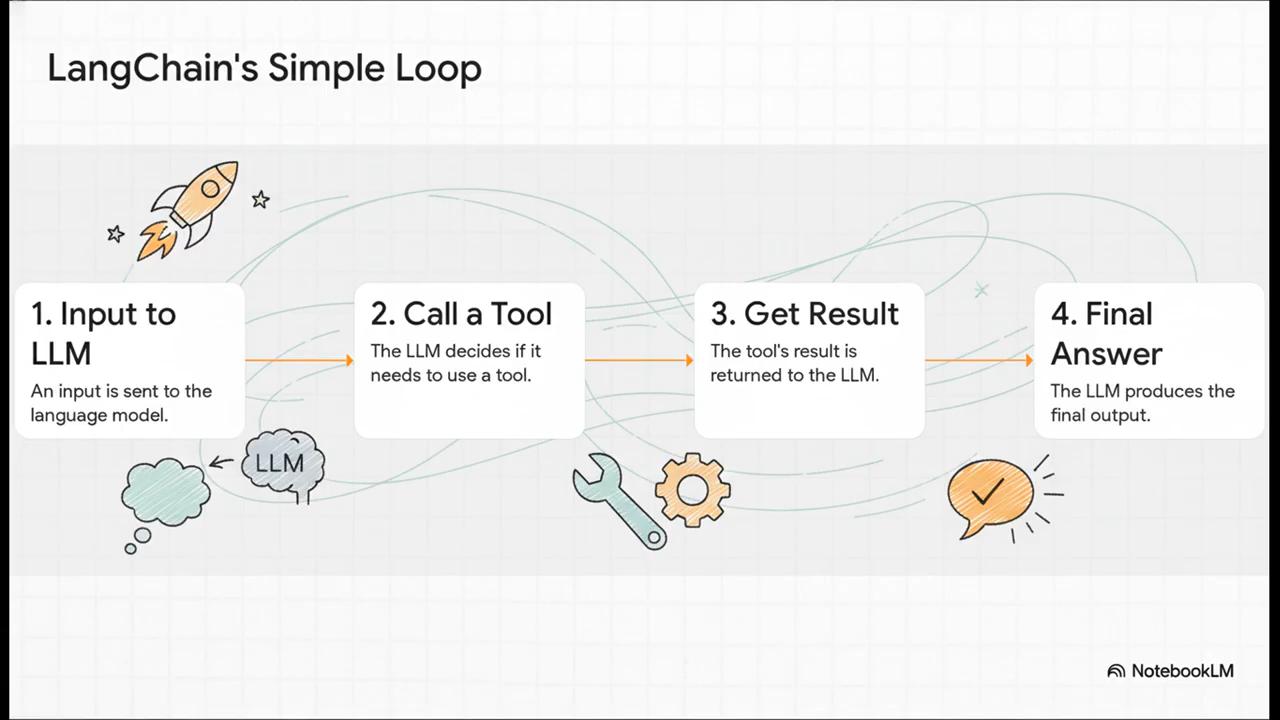 LangChain's Simple Loop
1. Input to
LLM
An input is sent to the
language model.
2. Call a Tool
The LLM decides if it
needs to use a tool.
3. Get Result
The tool's result is
returned to the LLM.
4. Final
Answer
The LLM produces the
final output.
LLM
NotebookLM